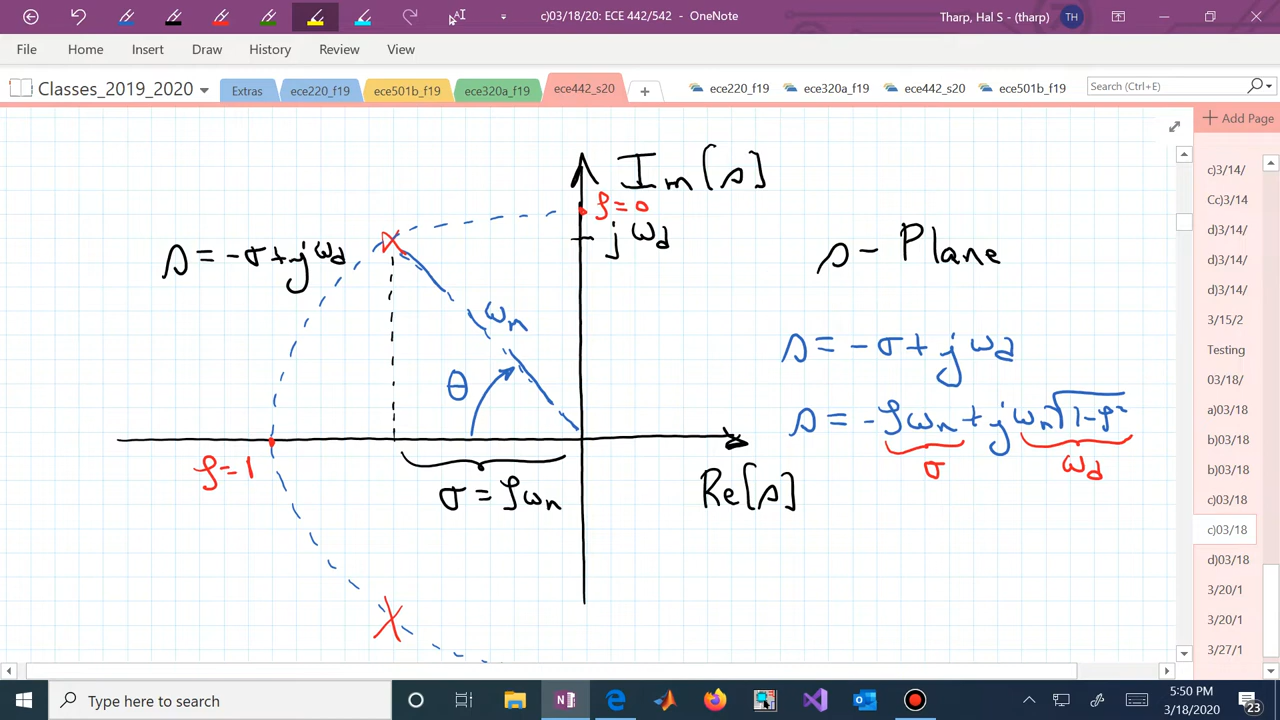 c)03/18/20: ECE 442/542 - OneNote
Tharp, Hal S - (tharp)
TH
File Home Insert Draw History Review View
Classes_2019_2020
Extras ece220_f19 ece501b_f19 ece320a_f19 ece442_s20
ece220_f19 ece320a_f19 ece442_s20 ece501b_f19
Search (Ctrl+E)
Add Page
c)3/14/
Cc)3/14
d)3/14/
d)3/14/
d)3/14/
3/15/2
Testing
03/18/
a)03/18
b)03/18
b)03/18
c)03/18
c)03/18
d)03/18
3/20/1
3/20/1
3/27/1
Im[s]
ζ=0
jωd
s = -σ+jωd
s - Plane
ωn
θ
s = -σ + jωd
s = -ζωn + jωn√1-ζ²
σ
ωd
ζ=1
σ = ζωn
Re[s]
Type here to search
5:50 PM
3/18/2020
23